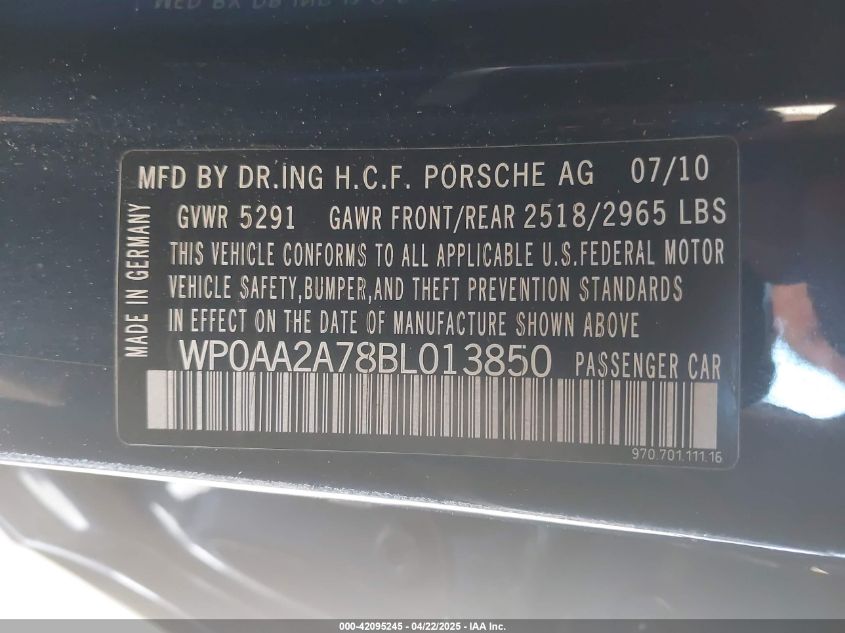 MFD BY DR.ING H.C.F. PORSCHE AG 07/10
GVWR 5291 GAWR FRONT/REAR 2518/2965 LBS
THIS VEHICLE CONFORMS TO ALL APPLICABLE U.S.FEDERAL MOTOR
VEHICLE SAFETY,BUMPER,AND THEFT PREVENTION STANDARDS
IN EFFECT ON THE DATE OF MANUFACTURE SHOWN ABOVE
WP0AA2A78BL013850 PASSENGER CAR
970.701.111.16
MADE IN GERMANY
000-42095245 - 04/22/2025 - IAA Inc.